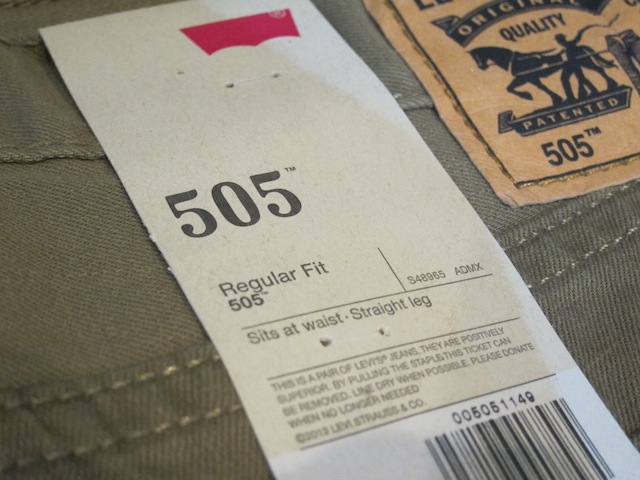 505™
Regular Fit
505™
S48965 ADMX
Sits at waist · Straight leg
THIS IS A PAIR OF LEVI'S® JEANS, THEY ARE POSITIVELY
SUPERIOR. BY PULLING THE STAPLE THIS TICKET CAN
BE REMOVED. LINE DRY WHEN POSSIBLE. PLEASE DONATE
WHEN NO LONGER NEEDED
©2013 LEVI STRAUSS & CO.
005051149
ORIGINAL
QUALITY
PATENTED
505™